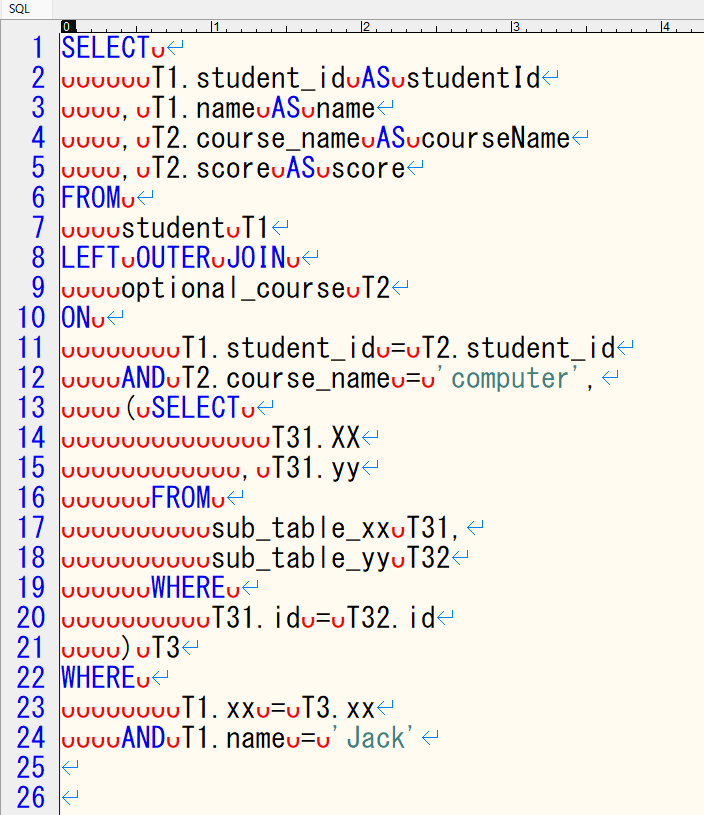 SQL
0 1 2 3 4
1 SELECT
2       T1.student_id AS studentId
3     , T1.name AS name
4     , T2.course_name AS courseName
5     , T2.score AS score
6 FROM
7     student T1
8 LEFT OUTER JOIN
9     optional_course T2
10 ON
11         T1.student_id = T2.student_id
12     AND T2.course_name = 'computer',
13     ( SELECT
14               T31.XX
15             , T31.yy
16       FROM
17           sub_table_xx T31,
18           sub_table_yy T32
19       WHERE
20           T31.id = T32.id
21     ) T3
22 WHERE
23         T1.xx = T3.xx
24     AND T1.name = 'Jack'
25
26